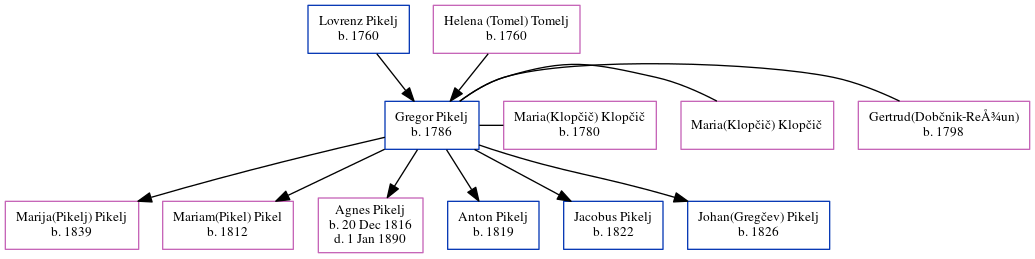 Lovrenz Pikelj
b. 1760
Helena (Tomel) Tomelj
b. 1760
Gregor Pikelj
b. 1786
Maria(Klopčič) Klopčič
b. 1780
Maria(Klopčič) Klopčič
Gertrud(Dobčnik-ReÅ¾un)
b. 1798
Marija(Pikelj) Pikelj
b. 1839
Mariam(Pikel) Pikel
b. 1812
Agnes Pikelj
b. 20 Dec 1816
d. 1 Jan 1890
Anton Pikelj
b. 1819
Jacobus Pikelj
b. 1822
Johan(Gregčev) Pikelj
b. 1826